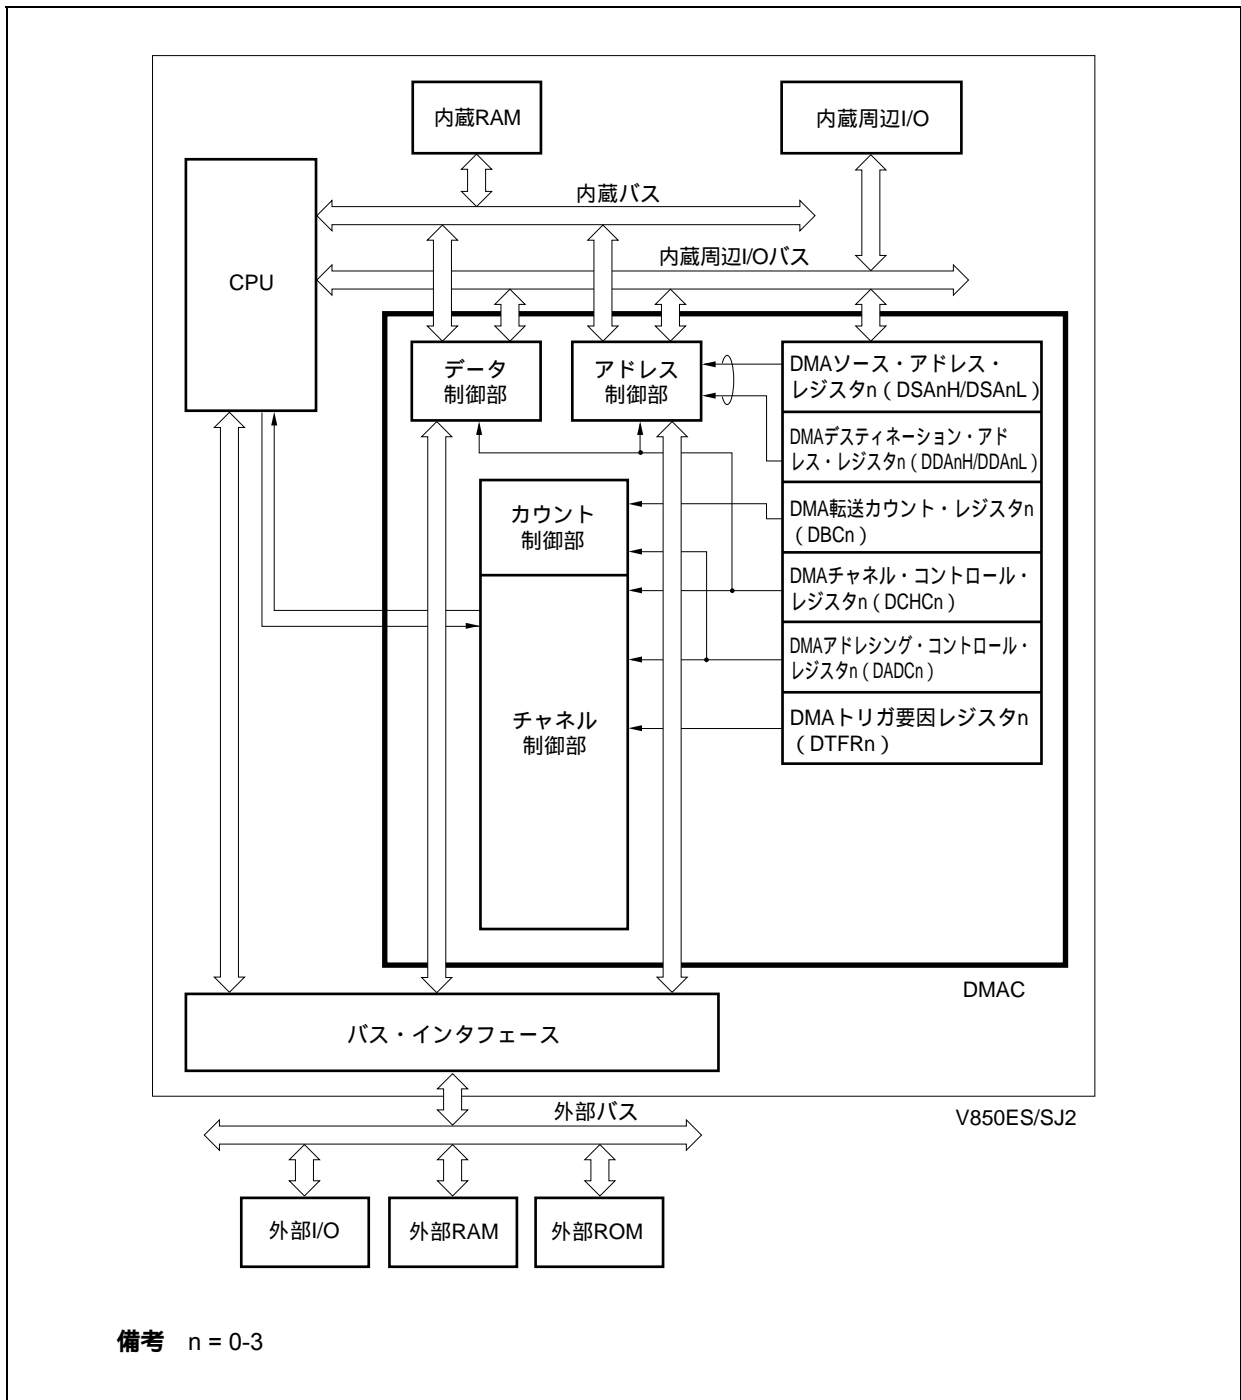 内蔵RAM
内蔵周辺I/O
内蔵バス
内蔵周辺I/Oバス
CPU
データ
制御部
アドレス
制御部
DMAソース・アドレス・
レジスタn（DSAnH/DSAnL）
DMAデスティネーション・アド
レス・レジスタn（DDAnH/DDAnL）
カウント
制御部
DMA転送カウント・レジスタn
（DBCn）
DMAチャネル・コントロール・
レジスタn（DCHCn）
DMAアドレシング・コントロール・
レジスタn（DADCn）
チャネル
制御部
DMAトリガ要因レジスタn
（DTFRn）
DMAC
バス・インタフェース
外部バス
V850ES/SJ2
外部I/O
外部RAM
外部ROM
備考 n = 0-3